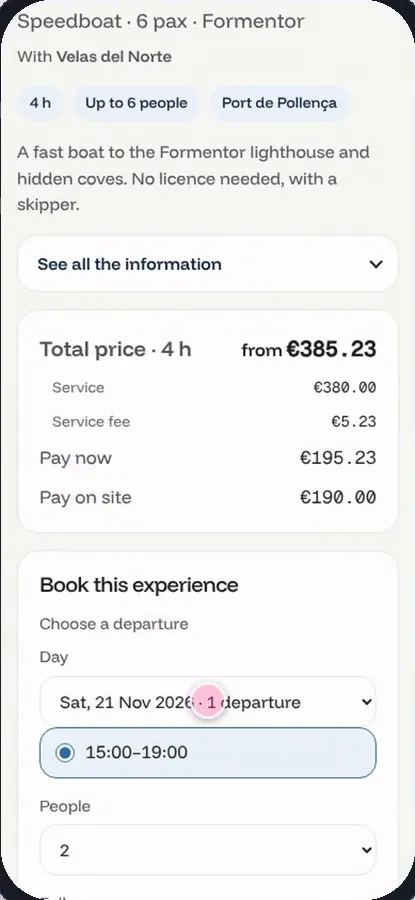 Speedboat · 6 pax · Formentor
With Velas del Norte
4 h
Up to 6 people
Port de Pollença
A fast boat to the Formentor lighthouse and
hidden coves. No licence needed, with a
skipper.
See all the information
Total price · 4 h from €385.23
Service €380.00
Service fee €5.23
Pay now €195.23
Pay on site €190.00
Book this experience
Choose a departure
Day
Sat, 21 Nov 2026 · 1 departure
15:00–19:00
People
2